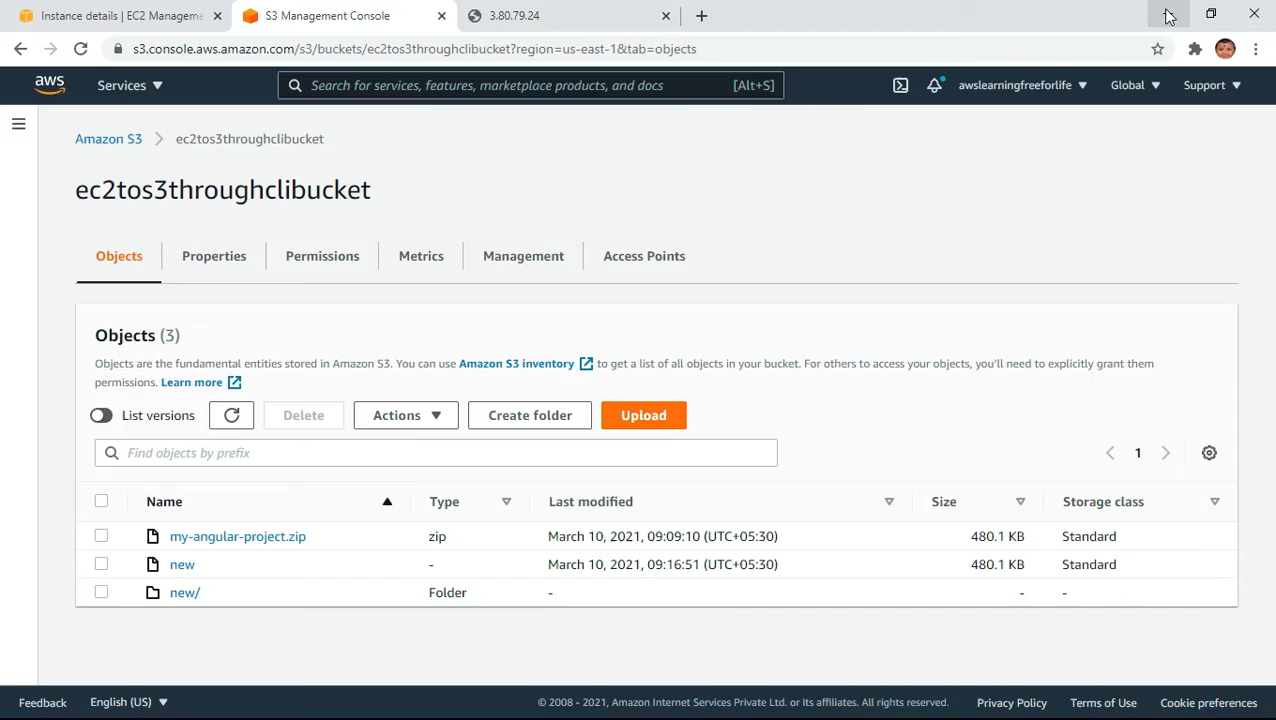 Instance details | EC2 Manageme
S3 Management Console
3.80.79.24
s3.console.aws.amazon.com/s3/buckets/ec2tos3throughclibucket?region=us-east-1&tab=objects
aws
Services
Search for services, features, marketplace products, and docs
[Alt+S]
awslearningfreeforlife
Global
Support
Amazon S3
ec2tos3throughclibucket
ec2tos3throughclibucket
Objects
Properties
Permissions
Metrics
Management
Access Points
Objects (3)
Objects are the fundamental entities stored in Amazon S3. You can use Amazon S3 inventory to get a list of all objects in your bucket. For others to access your objects, you'll need to explicitly grant them
permissions. Learn more
List versions
Delete
Actions
Create folder
Upload
Find objects by prefix
1
Name Type Last modified Size Storage class
my-angular-project.zip zip March 10, 2021, 09:09:10 (UTC+05:30) 480.1 KB Standard
new - March 10, 2021, 09:16:51 (UTC+05:30) 480.1 KB Standard
new/ Folder - - -
Feedback
English (US)
© 2008 - 2021, Amazon Internet Services Private Ltd. or its affiliates. All rights reserved.
Privacy Policy
Terms of Use
Cookie preferences